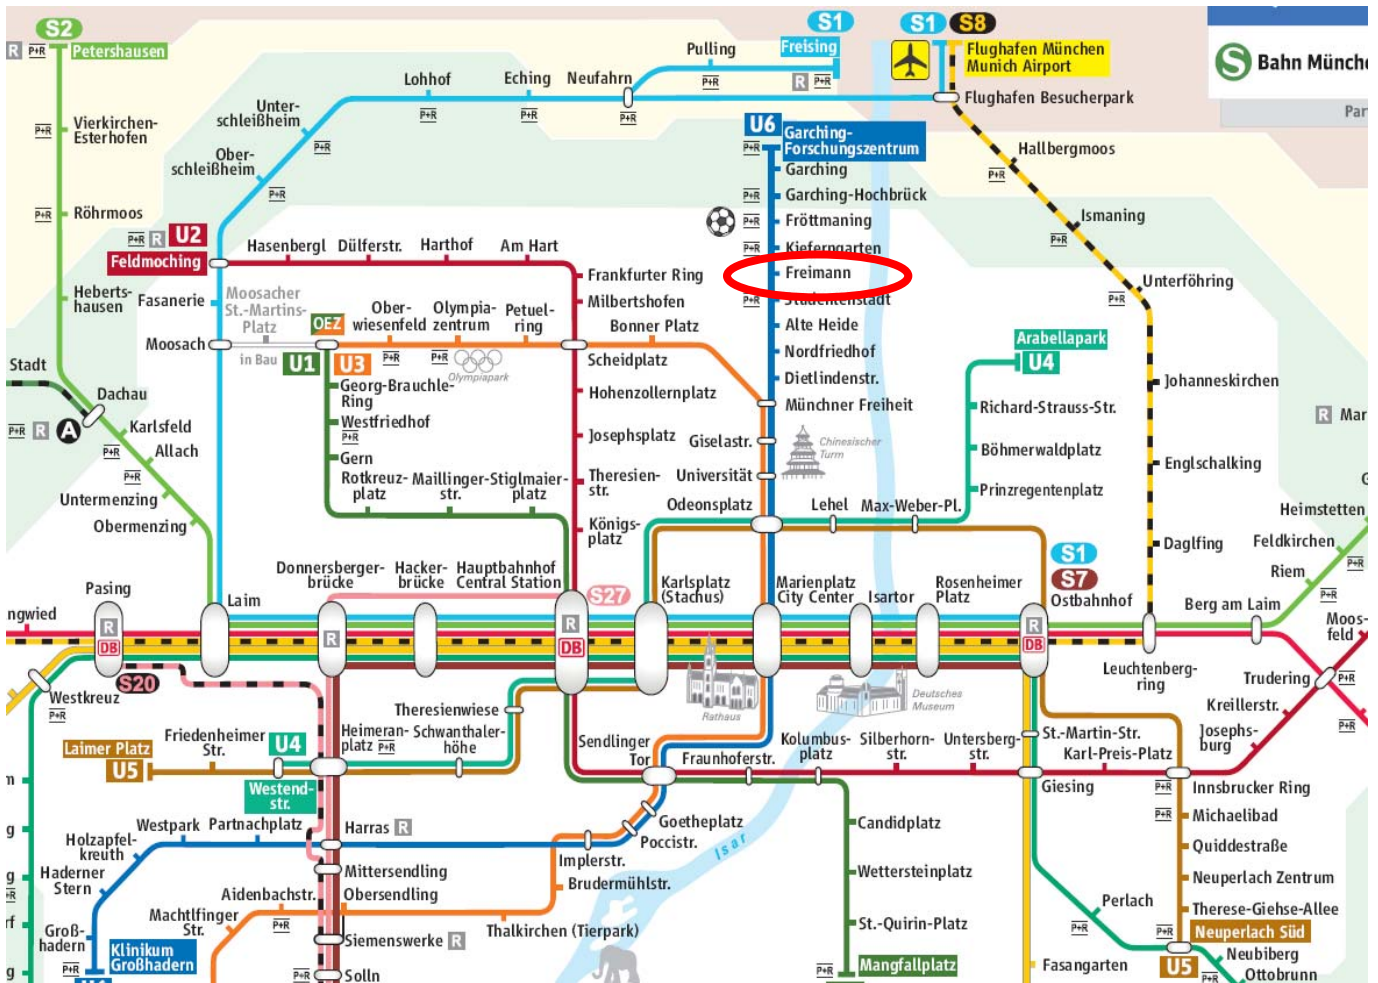 S2
R P+R Petershausen
P+R Vierkirchen-
Esterhofen
P+R Röhrmoos
P+R Heberts-
hausen
Stadt
P+R R A
Dachau
P+R Karlsfeld
P+R Allach
Untermenzing
Obermenzing
S1
Pulling
P+R
Freising
R P+R
Lohhof
P+R
Eching
P+R
Neufahrn
P+R
Unter-
schleißheim
P+R
Ober-
schleißheim
P+R
S1 S8
Flughafen München
Munich Airport
Flughafen Besucherpark
S Bahn Münche
Par
Hallbergmoos
P+R
Ismaning
P+R
Unterföhring
P+R
Johanneskirchen
Englschalking
Daglfing
P+R R U2
Feldmoching
Hasenbergl
Dülferstr.
Harthof
Am Hart
Frankfurter Ring
Milbertshofen
Fasanerie
Moosacher
St.-Martins-
Platz
in Bau
Moosach
OEZ
U1 U3
Ober-
wiesenfeld
P+R
Olympia-
zentrum
P+R
Olympiapark
Petuel-
ring
Bonner Platz
Scheidplatz
Hohenzollernplatz
Josephsplatz
Theresien-
str.
Königs-
platz
Georg-Brauchle-
Ring
Westfriedhof
P+R
Gern
Rotkreuz-
platz
Maillinger-
str.
Stiglmaier-
platz
U6
P+R Garching-
Forschungszentrum
Garching
P+R Garching-Hochbrück
P+R Fröttmaning
P+R Kieferngarten
Freimann
P+R Studentenstadt
Alte Heide
Nordfriedhof
Dietlindenstr.
Münchner Freiheit
Giselastr.
Chinesischer
Turm
Universität
Odeonsplatz
Lehel
Max-Weber-Pl.
Arabellapark
U4
Richard-Strauss-Str.
Böhmerwaldplatz
Prinzregentenplatz
R Mar
G
Heimstetten
Feldkirchen
P+R
Riem
P+R
Berg am Laim
Moos-
feld
P+R
Trudering
P+R
ngwied
Pasing
R
DB
Laim
Donnersberger-
brücke
R
Hacker-
brücke
Hauptbahnhof
Central Station
DB
S27
Karlsplatz
(Stachus)
Marienplatz
City Center
Isartor
Rosenheimer
Platz
S1
S7
Ostbahnhof
R
DB
Leuchtenberg-
ring
S20
Westkreuz
P+R
Rathaus
Deutsches
Museum
Theresienwiese
Heimeran-
platz P+R
Schwanthaler-
höhe
Friedenheimer
Str.
U4
Westend-
str.
Laimer Platz
U5
Sendlinger
Tor
Fraunhoferstr.
Kolumbus-
platz
Silberhorn-
str.
Untersberg-
str.
St.-Martin-Str.
Karl-Preis-Platz
Kreillerstr.
Josephs-
burg
Giesing
P+R Innsbrucker Ring
P+R Michaelibad
Quiddestraße
Neuperlach Zentrum
Therese-Giehse-Allee
Neuperlach Süd
U5 P+R
Neubiberg
Ottobrunn
Perlach
P+R
Fasangarten
Candidplatz
Wettersteinplatz
St.-Quirin-Platz
P+R Mangfallplatz
Isar
Goetheplatz
Poccistr.
Implerstr.
Brudermühlstr.
Thalkirchen (Tierpark)
Harras R
Mittersendling
Obersendling
Siemenswerke R
P+R Solln
Aidenbachstr.
P+R
Machtlfinger
Str.
Partnachplatz
Westpark
Holzapfel-
kreuth
Haderner
Stern
Groß-
hadern
P+R Klinikum
Großhadern